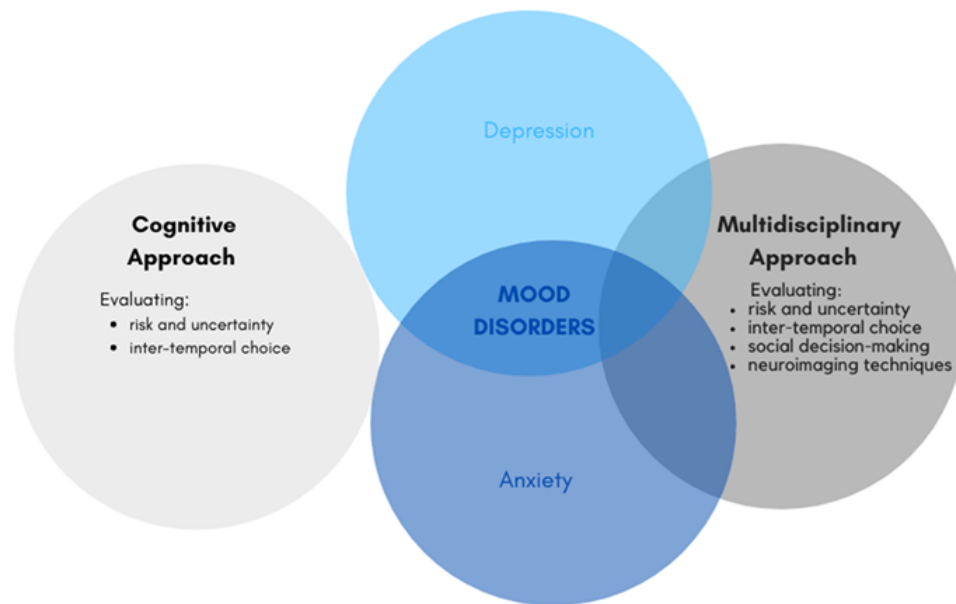 Depression
Cognitive
Approach
Evaluating:
• risk and uncertainty
• inter-temporal choice
MOOD
DISORDERS
Multidisciplinary
Approach
Evaluating:
• risk and uncertainty
• inter-temporal choice
• social decision-making
• neuroimaging techniques
Anxiety